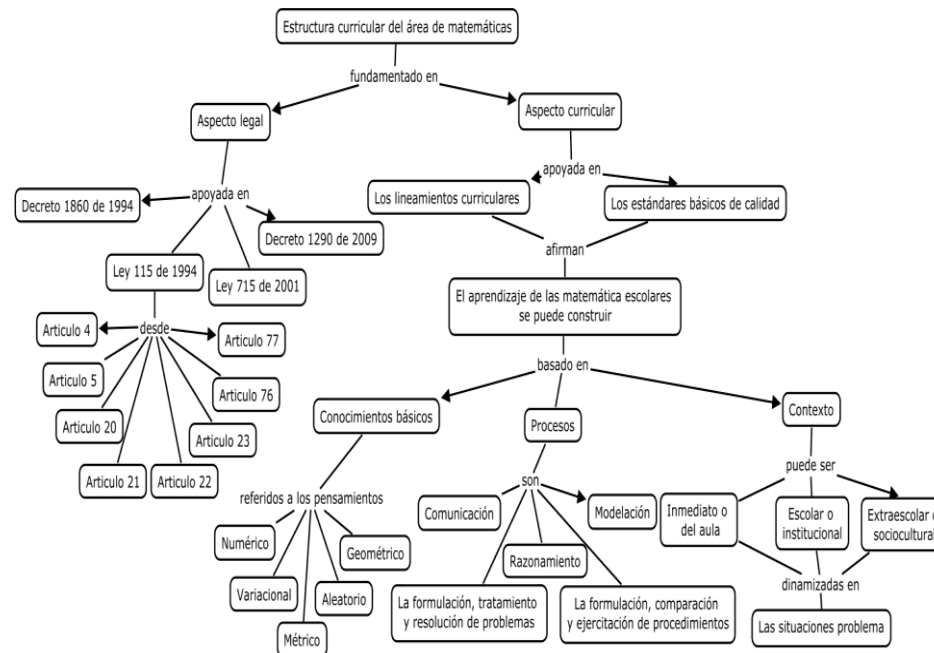 Estructura curricular del área de matemáticas
fundamentado en
Aspecto legal
Aspecto curricular
apoyada en
apoyada en
Decreto 1860 de 1994
Los lineamientos curriculares
Los estándares básicos de calidad
Decreto 1290 de 2009
afirman
Ley 115 de 1994
Ley 715 de 2001
El aprendizaje de las matemática escolares
se puede construir
Articulo 4
desde
Articulo 77
basado en
Articulo 5
Articulo 76
Articulo 20
Articulo 23
Articulo 21
Articulo 22
Conocimientos básicos
Procesos
Contexto
referidos a los pensamientos
son
puede ser
Numérico
Geométrico
Variacional
Aleatorio
Métrico
Comunicación
Modelación
Razonamiento
La formulación, tratamiento
y resolución de problemas
La formulación, comparación
y ejercitación de procedimientos
Inmediato o
del aula
Escolar o
institucional
Extraescolar o
sociocultural
dinamizadas en
Las situaciones problema